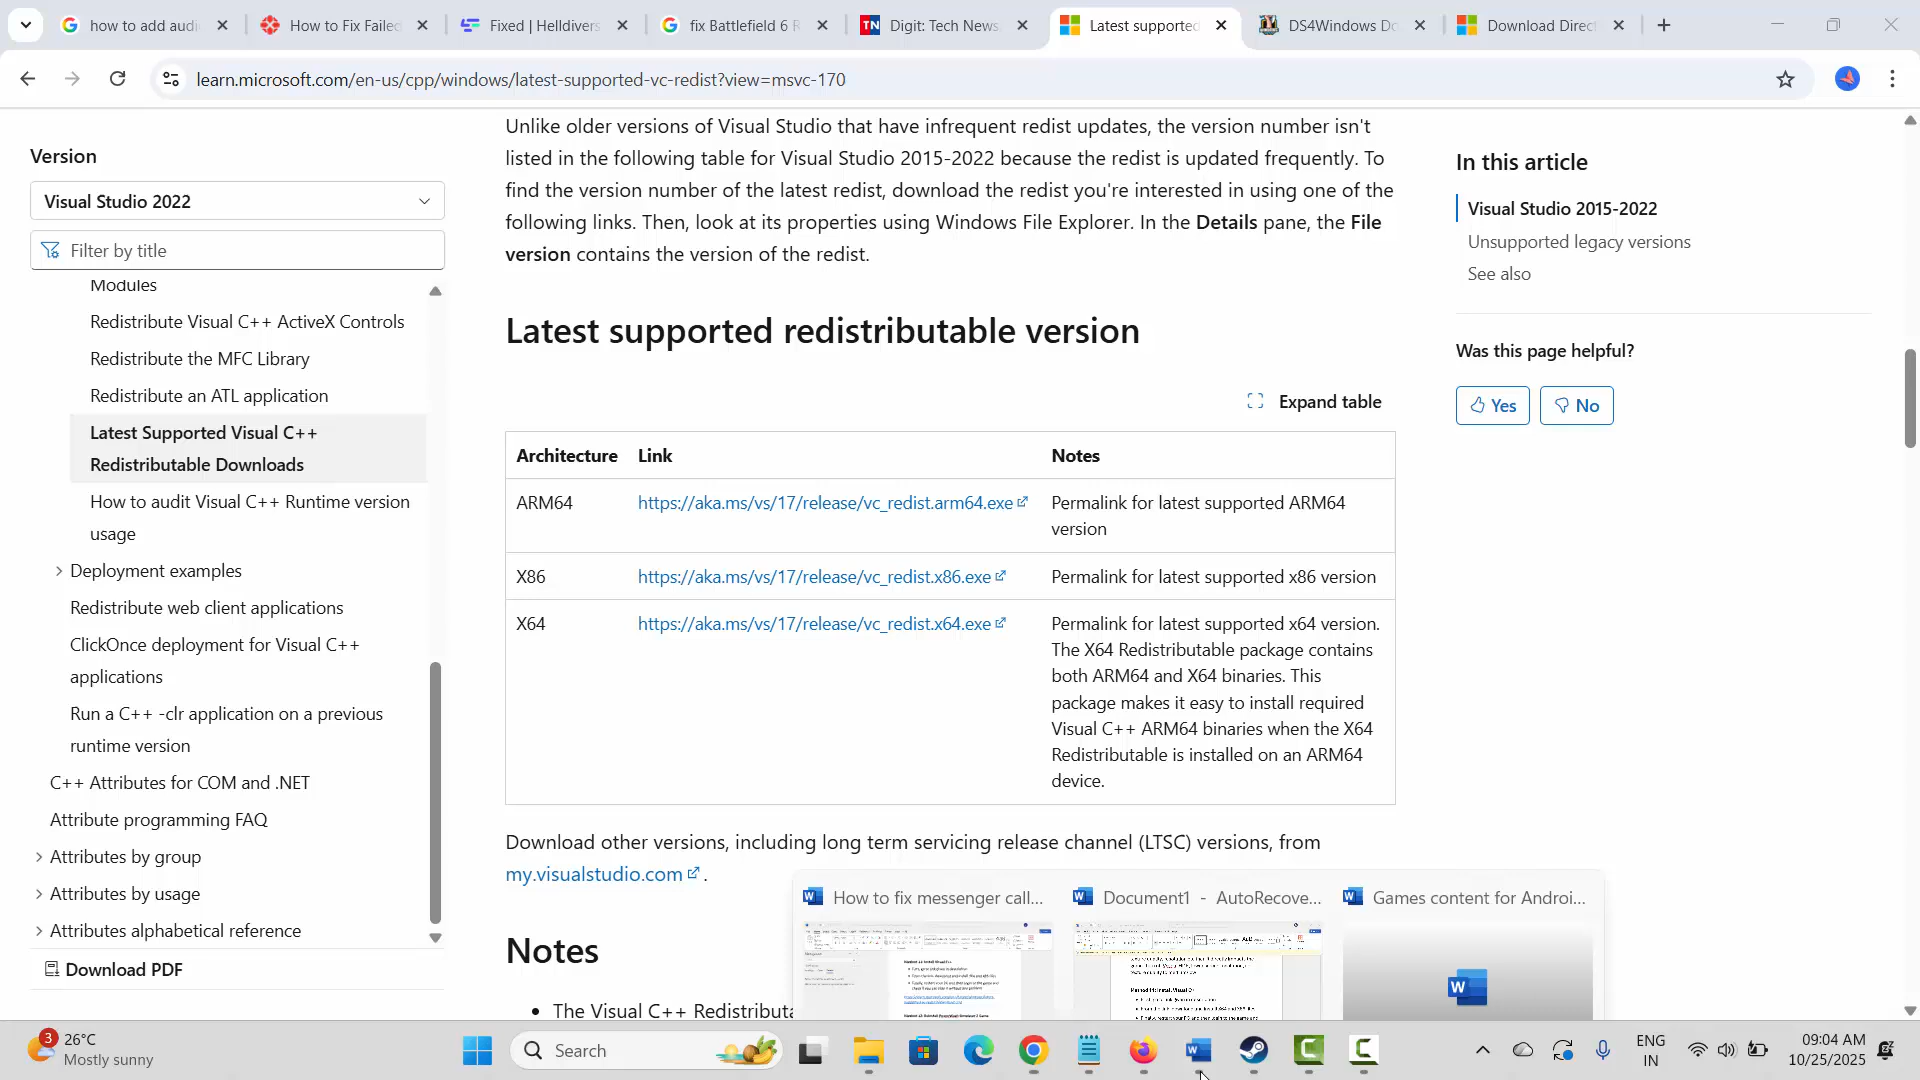 how to add audi
How to Fix Failed
Fixed | Helldivers
fix Battlefield 6 R
Digit: Tech News,
Latest supported
DS4Windows Do
Download Direct
learn.microsoft.com/en-us/cpp/windows/latest-supported-vc-redist?view=msvc-170
Version
Visual Studio 2022
Filter by title
Modules
Redistribute Visual C++ ActiveX Controls
Redistribute the MFC Library
Redistribute an ATL application
Latest Supported Visual C++
Redistributable Downloads
How to audit Visual C++ Runtime version
usage
Deployment examples
Redistribute web client applications
ClickOnce deployment for Visual C++
applications
Run a C++ -clr application on a previous
runtime version
C++ Attributes for COM and .NET
Attribute programming FAQ
Attributes by group
Attributes by usage
Attributes alphabetical reference
Download PDF
Unlike older versions of Visual Studio that have infrequent redist updates, the version number isn't
listed in the following table for Visual Studio 2015-2022 because the redist is updated frequently. To
find the version number of the latest redist, download the redist you're interested in using one of the
following links. Then, look at its properties using Windows File Explorer. In the Details pane, the File
version contains the version of the redist.
Latest supported redistributable version
Expand table
Architecture Link Notes
ARM64 https://aka.ms/vs/17/release/vc_redist.arm64.exe Permalink for latest supported ARM64
version
X86 https://aka.ms/vs/17/release/vc_redist.x86.exe Permalink for latest supported x86 version
X64 https://aka.ms/vs/17/release/vc_redist.x64.exe Permalink for latest supported x64 version.
The X64 Redistributable package contains
both ARM64 and X64 binaries. This
package makes it easy to install required
Visual C++ ARM64 binaries when the X64
Redistributable is installed on an ARM64
device.
Download other versions, including long term servicing release channel (LTSC) versions, from
my.visualstudio.com .
Notes
• The Visual C++ Redistributa
In this article
Visual Studio 2015-2022
Unsupported legacy versions
See also
Was this page helpful?
Yes
No
How to fix messenger call...
Document1 - AutoRecove...
Games content for Androi...
3
26°C
Mostly sunny
Search
ENG
IN
09:04 AM
10/25/2025